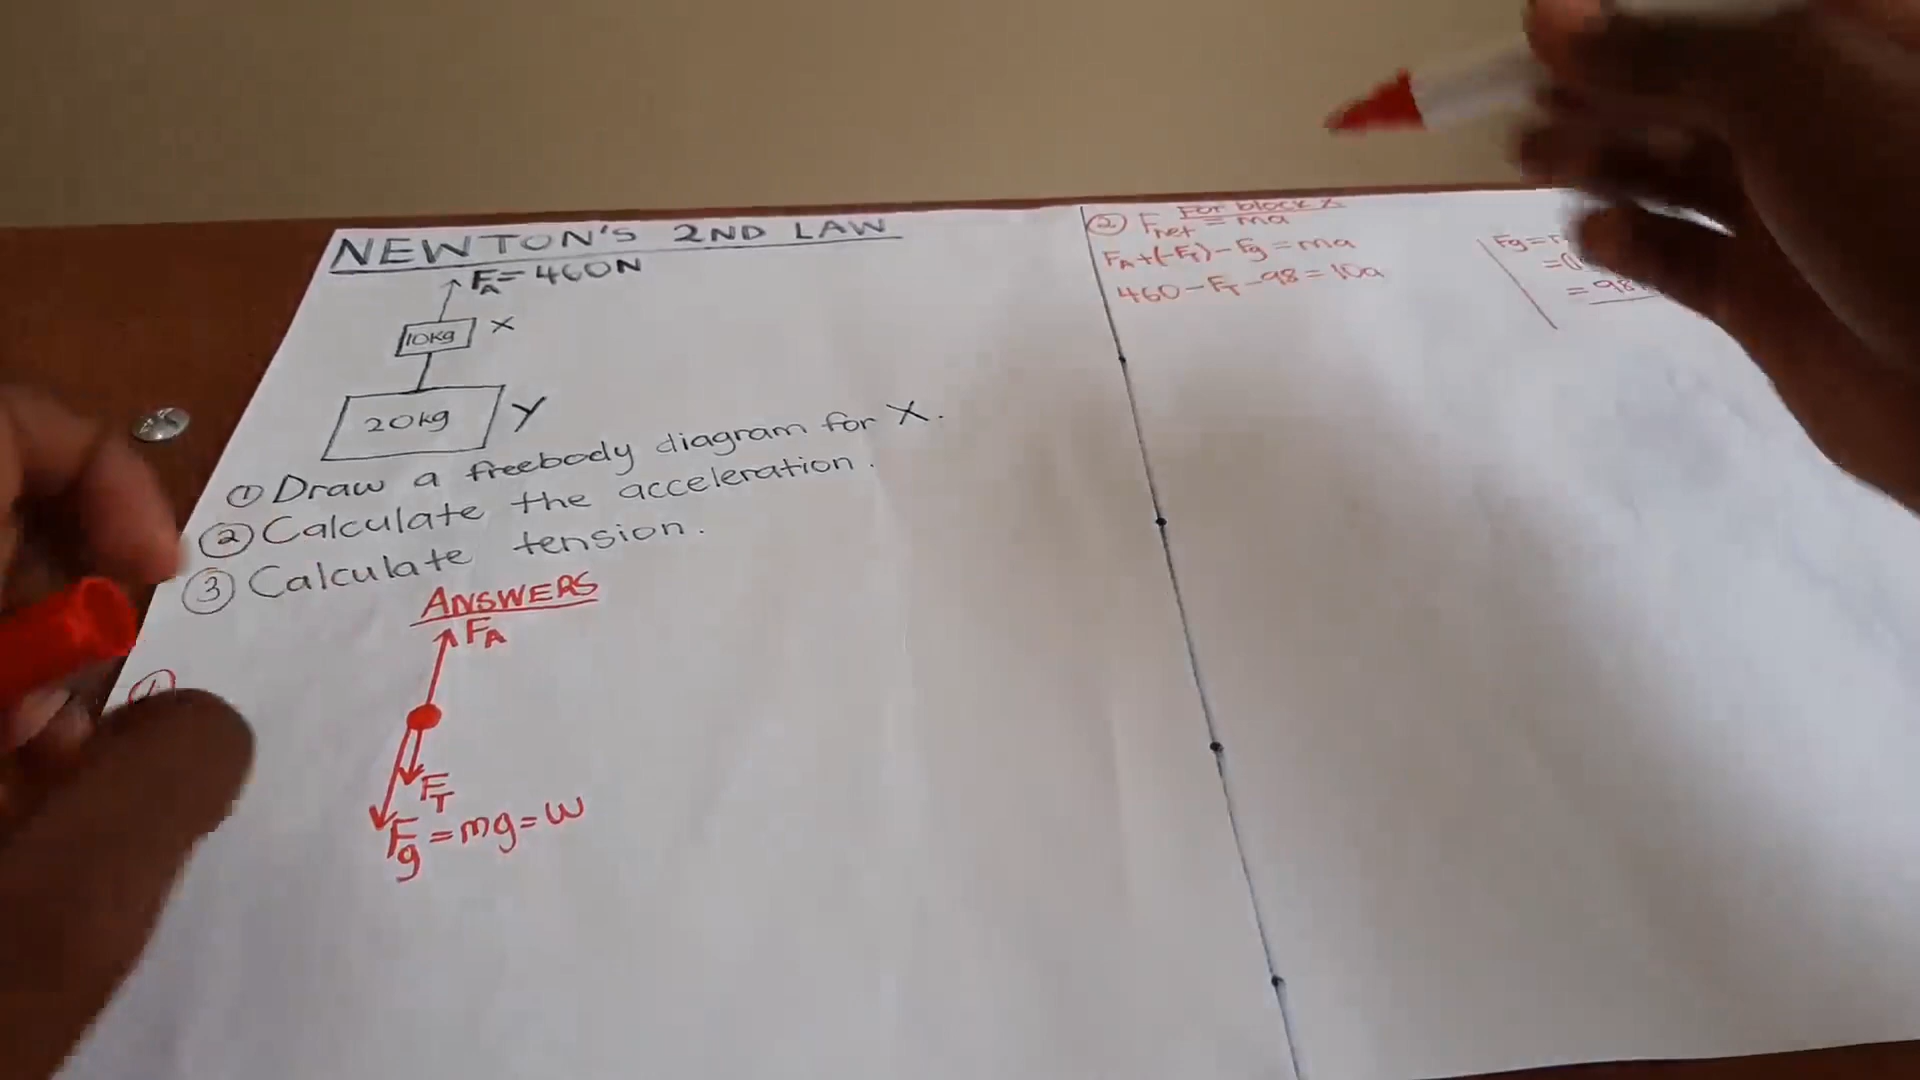 NEWTON'S 2ND LAW
FA = 460N
10kg X
20kg Y
① Draw a freebody diagram for X.
② Calculate the acceleration.
③ Calculate tension.
ANSWERS
FA
FT
Fg = mg = W
For block X
② Fnet = ma
FA + (-FT) - Fg = ma
460 - FT - 98 = 10a
Fg =
=
= 98